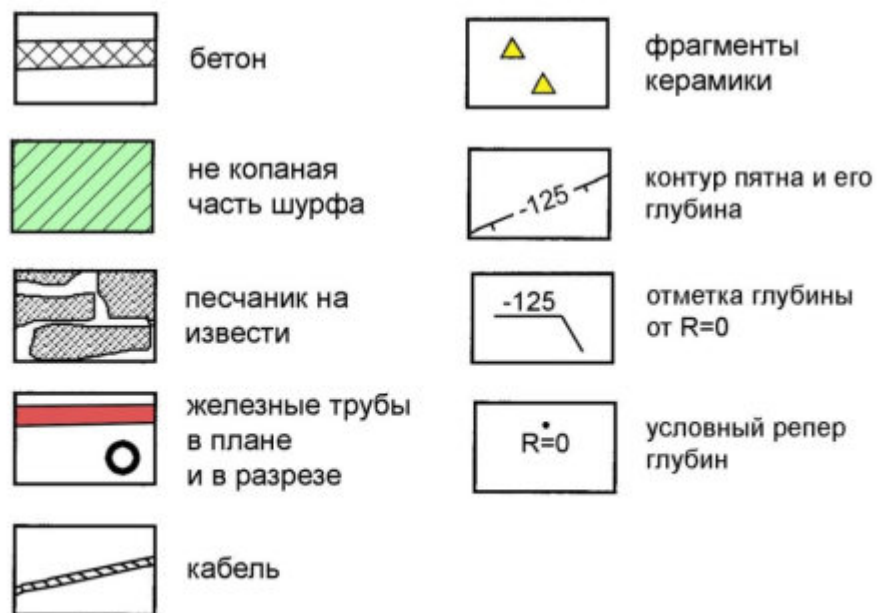 бетон
не копаная
часть шурфа
песчаник на
извести
железные трубы
в плане
и в разрезе
кабель
фрагменты
керамики
-125
контур пятна и его
глубина
-125
отметка глубины
от R=0
R=0
условный репер
глубин